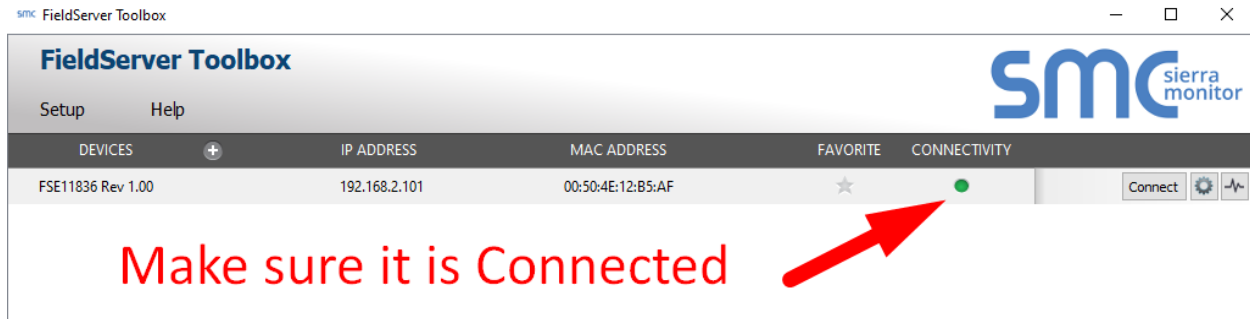 smc FieldServer Toolbox
FieldServer Toolbox
smc sierra monitor
Setup Help
DEVICES IP ADDRESS MAC ADDRESS FAVORITE CONNECTIVITY
FSE11836 Rev 1.00 192.168.2.101 00:50:4E:12:B5:AF Connect
Make sure it is Connected